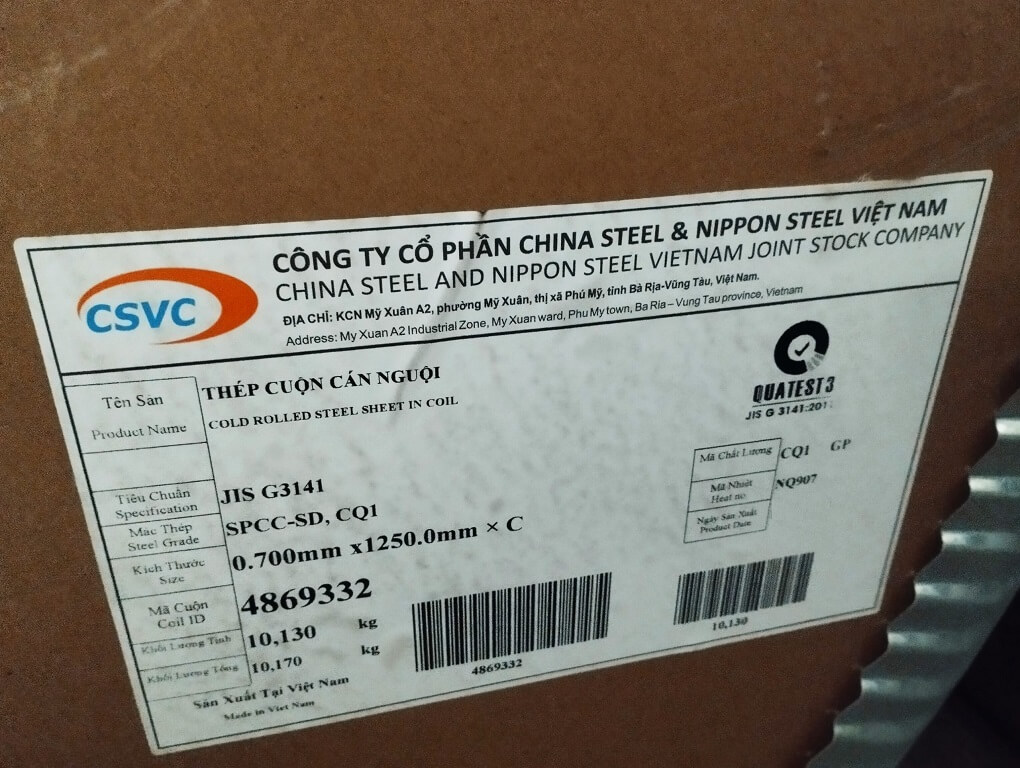 CSVC
CÔNG TY CỔ PHẦN CHINA STEEL & NIPPON STEEL VIỆT NAM
CHINA STEEL AND NIPPON STEEL VIETNAM JOINT STOCK COMPANY
ĐỊA CHỈ: KCN Mỹ Xuân A2, phường Mỹ Xuân, thị xã Phú Mỹ, tỉnh Bà Rịa-Vũng Tàu, Việt Nam.
Address: My Xuan A2 Industrial Zone, My Xuan ward, Phu My town, Ba Ria – Vung Tau province, Vietnam
Tên Sản
Product Name
THÉP CUỘN CÁN NGUỘI
COLD ROLLED STEEL SHEET IN COIL
QUATEST 3
JIS G 3141:201
Tiêu Chuẩn
Specification
JIS G3141
Mác Thép
Steel Grade
SPCC-SD, CQ1
Kích Thước
Size
0.700mm x1250.0mm × C
Mã Cuộn
Coil ID
4869332
Khối Lượng Tịnh
10,130 kg
Khối Lượng Tổng
10,170 kg
Mã Chất Lượng
CQ1 GP
Mã Nhiệt
Heat no
NQ907
Ngày Sản Xuất
Product Date
4869332
10,130
Sản Xuất Tại Việt Nam
Made in Viet Nam